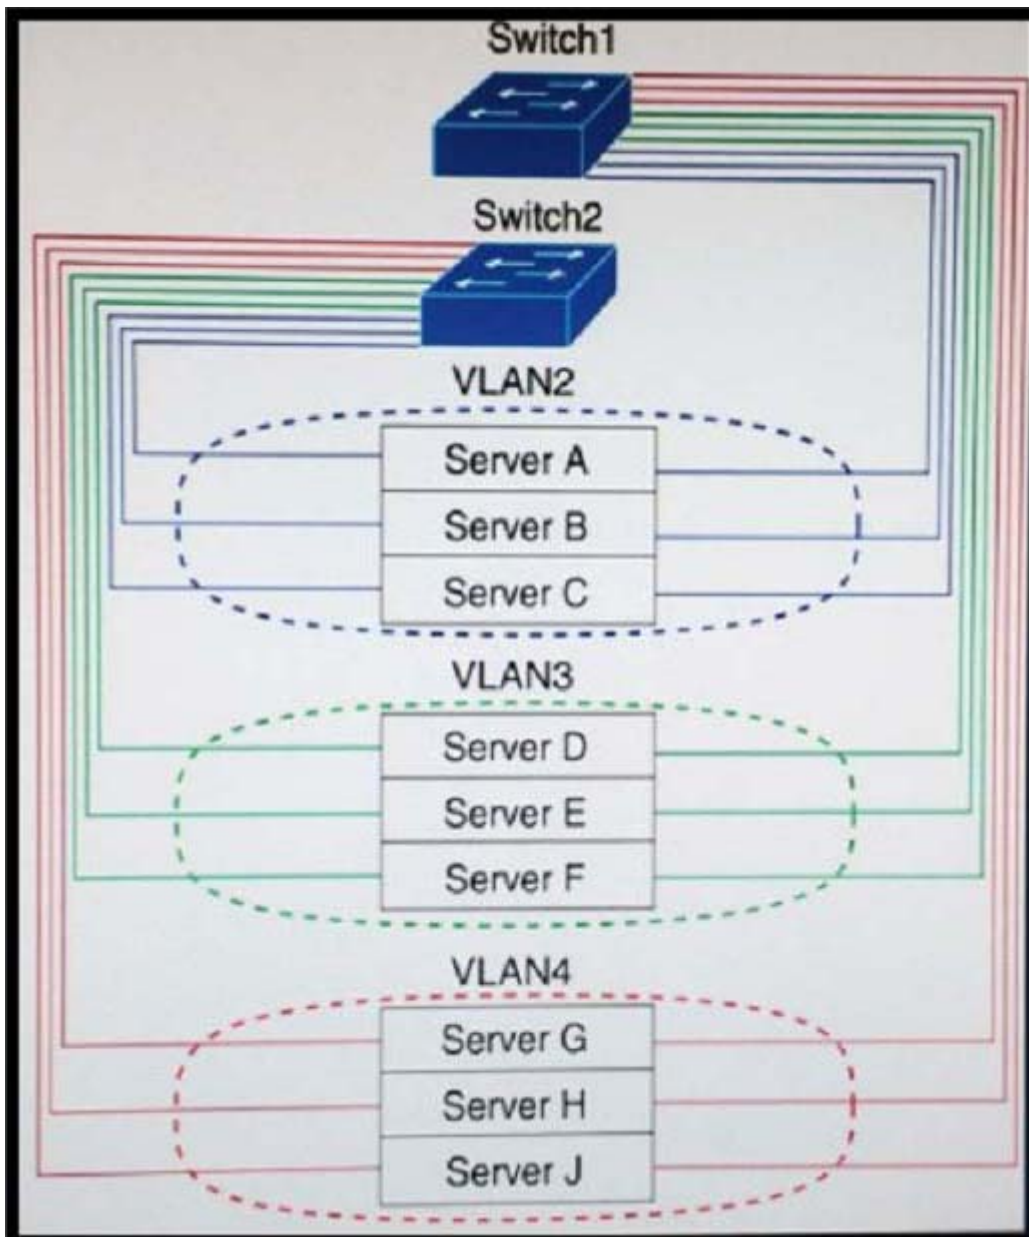 Switch1
Switch2
VLAN2
Server A
Server B
Server C
VLAN3
Server D
Server E
Server F
VLAN4
Server G
Server H
Server J